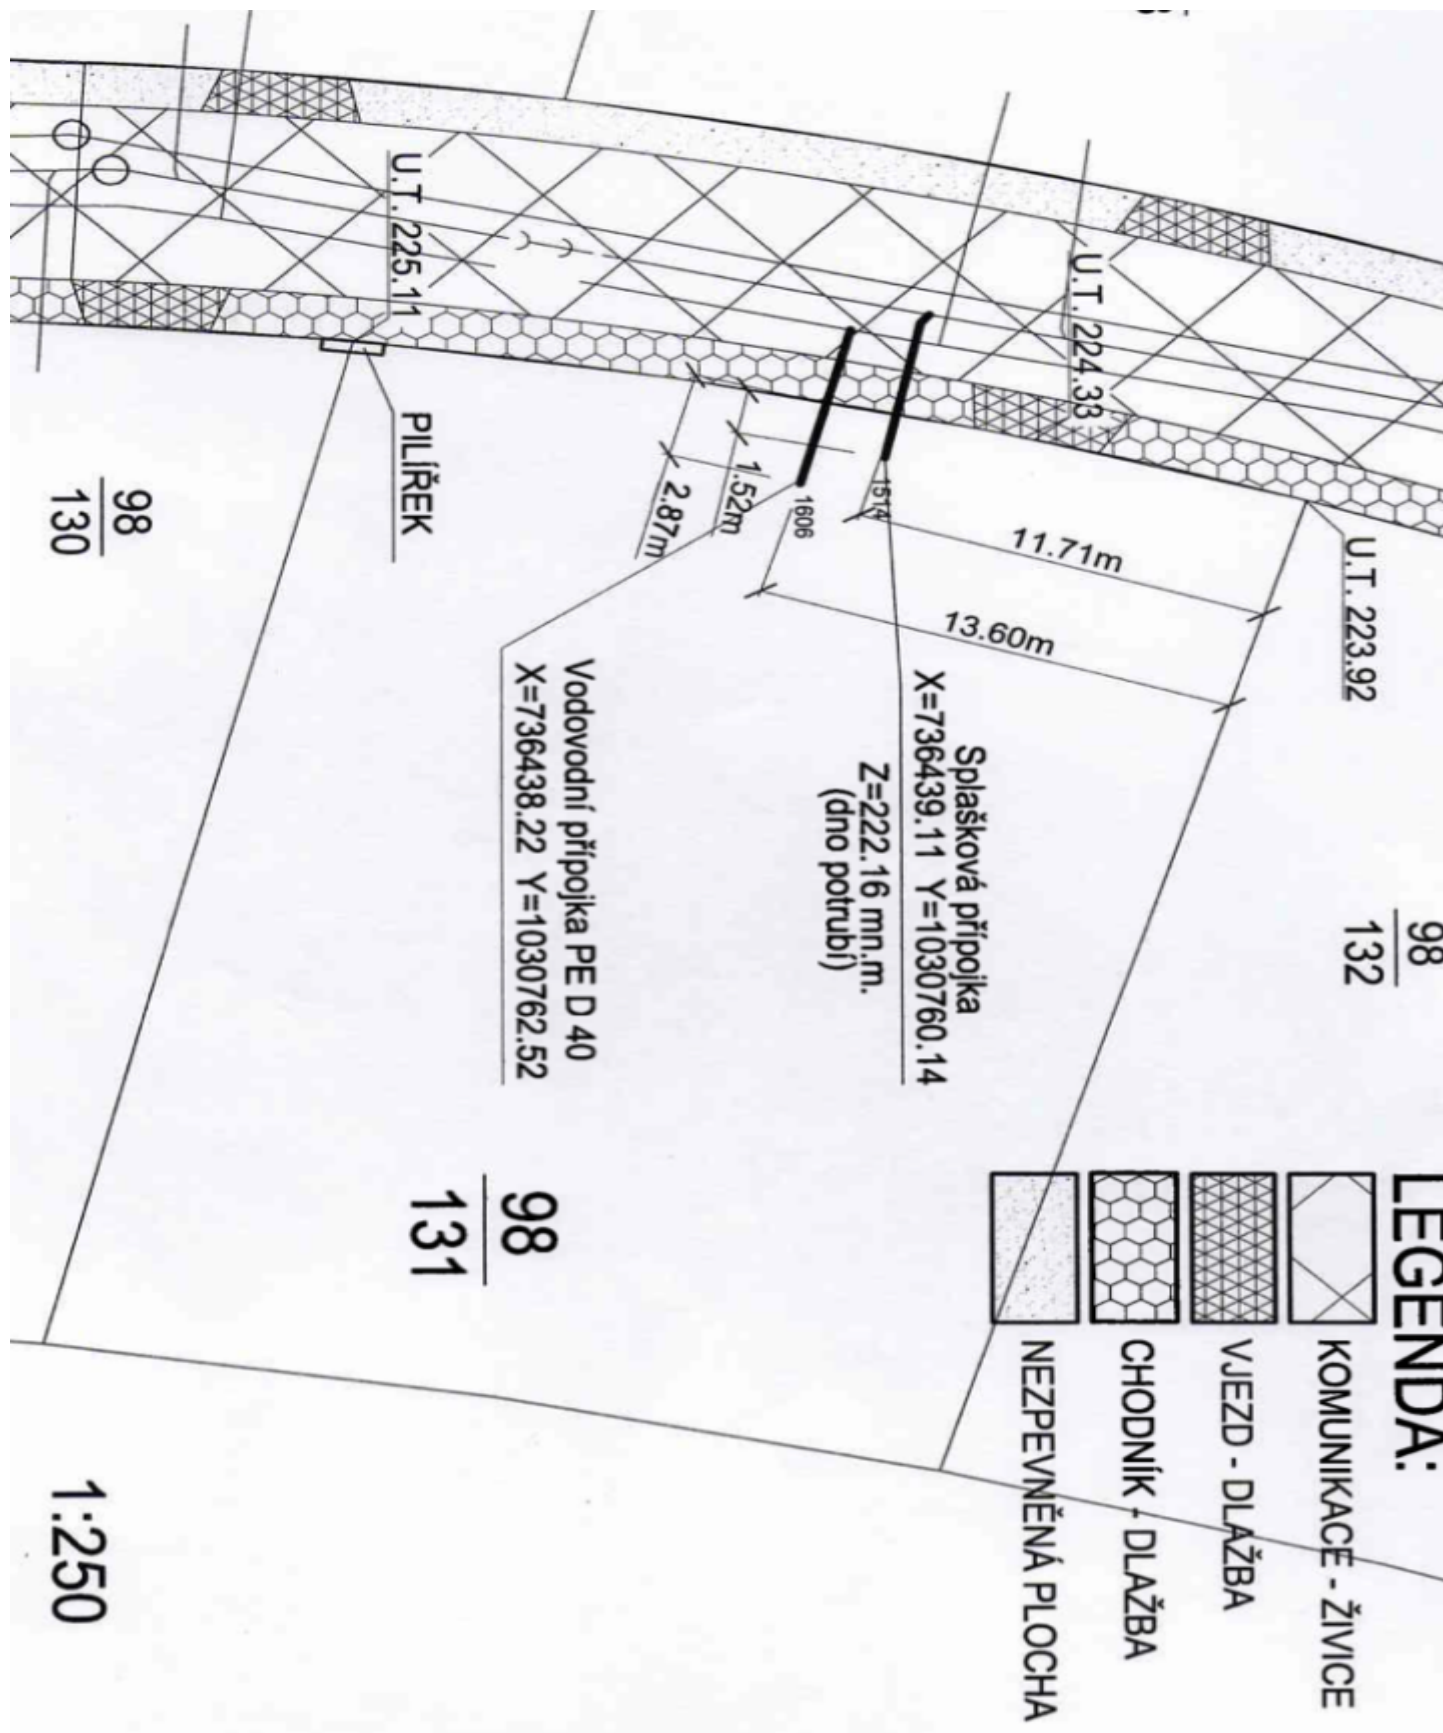 U.T. 225.11
U.T. 224.33
U.T. 223.92
PILÍŘEK
98
130
98
131
98
132
1.52m
2.87m
1606
1514
11.71m
13.60m
Splašková přípojka
X=736439.11 Y=1030760.14
Z=222.16 mn.m.
(dno potrubí)
Vodovodní přípojka PE D 40
X=736438.22 Y=1030762.52
LEGENDA:
KOMUNIKACE - ŽIVICE
VJEZD - DLAŽBA
CHODNÍK - DLAŽBA
NEZPEVNĚNÁ PLOCHA
1:250